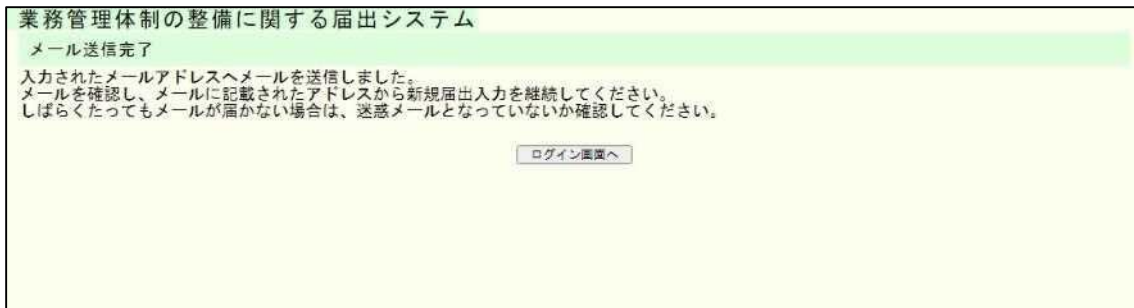 業務管理体制の整備に関する届出システム
メール送信完了
入力されたメールアドレスへメールを送信しました。
メールを確認し、メールに記載されたアドレスから新規届出入力を継続してください。
しばらくたってもメールが届かない場合は、迷惑メールとなっていないか確認してください。
ログイン画面へ